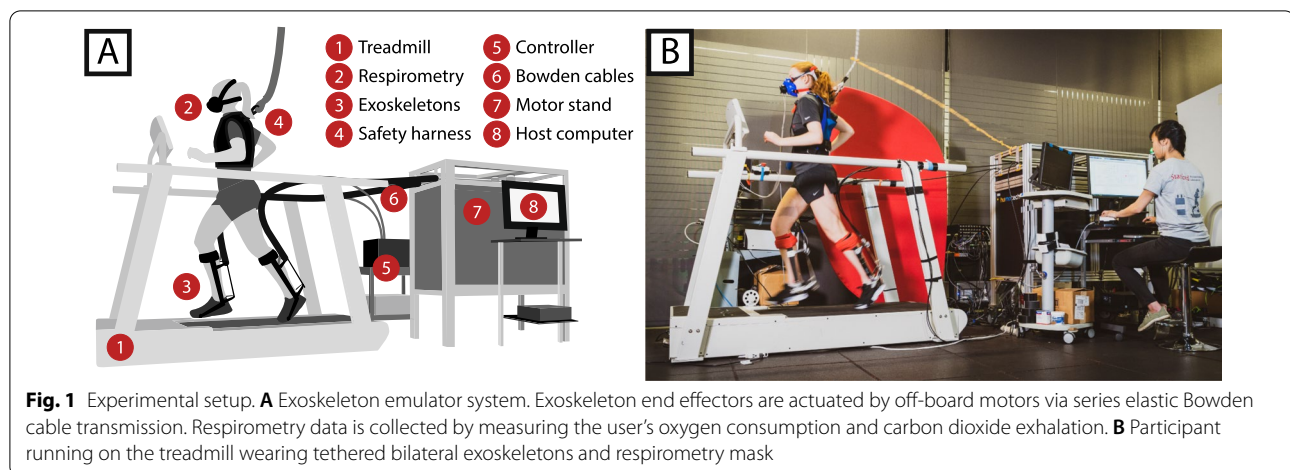 A
1 Treadmill
2 Respirometry
3 Exoskeletons
4 Safety harness
5 Controller
6 Bowden cables
7 Motor stand
8 Host computer
2
4
6
7
8
5
3
1
B
Fig. 1 Experimental setup. A Exoskeleton emulator system. Exoskeleton end effectors are actuated by off-board motors via series elastic Bowden
cable transmission. Respirometry data is collected by measuring the user's oxygen consumption and carbon dioxide exhalation. B Participant
running on the treadmill wearing tethered bilateral exoskeletons and respirometry mask